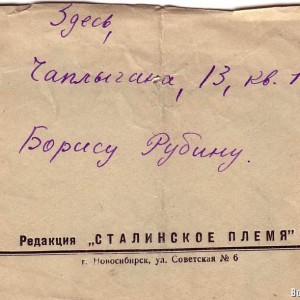 Здесь,
Чаплыгина, 13, кв. 1
Борису Рубину.
Редакция „СТАЛИНСКОЕ ПЛЕМЯ"
г. Новосибирск, ул. Советская № 6